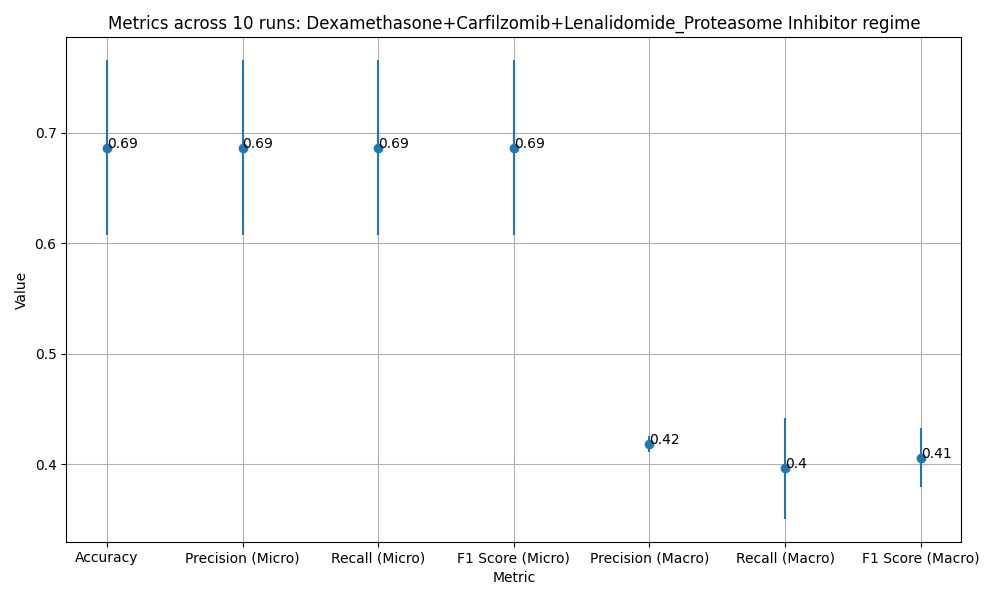 Metrics across 10 runs: Dexamethasone+Carfilzomib+Lenalidomide_Proteasome Inhibitor regime
Value
0.7
0.6
0.5
0.4
0.69
0.69
0.69
0.69
0.42
0.4
0.41
Accuracy
Precision (Micro)
Recall (Micro)
F1 Score (Micro)
Precision (Macro)
Recall (Macro)
F1 Score (Macro)
Metric